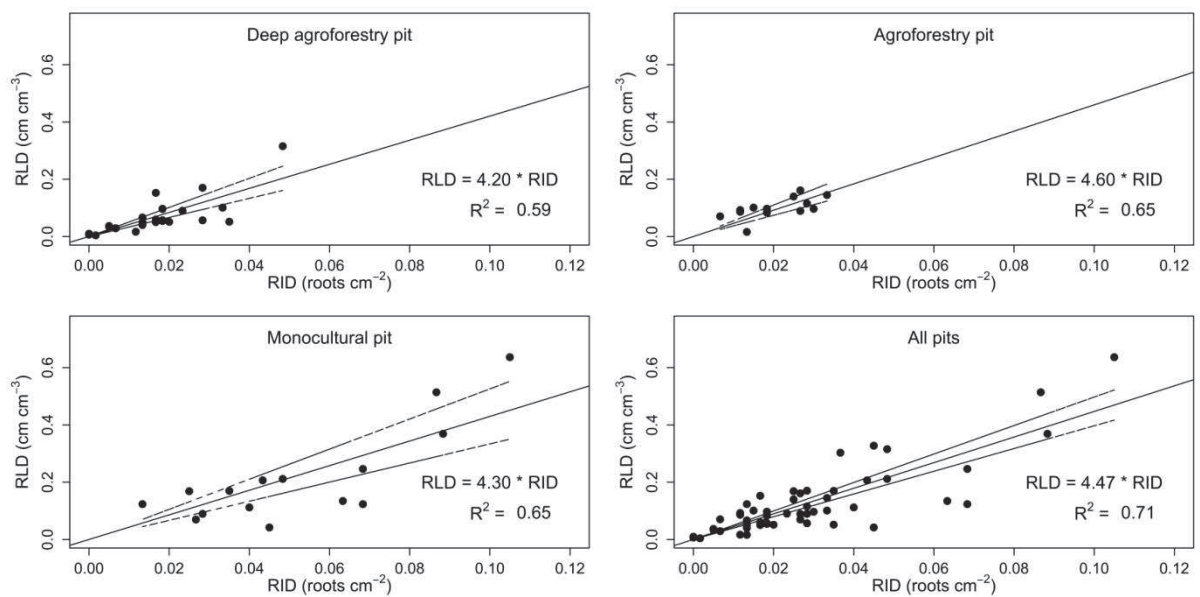 Deep agroforestry pit
RLD (cm cm⁻³)
0.6
0.4
0.2
0.0
RLD = 4.20 * RID
R² = 0.59
0.00 0.02 0.04 0.06 0.08 0.10 0.12
RID (roots cm⁻²)
Agroforestry pit
RLD (cm cm⁻³)
0.6
0.4
0.2
0.0
RLD = 4.60 * RID
R² = 0.65
0.00 0.02 0.04 0.06 0.08 0.10 0.12
RID (roots cm⁻²)
Monocultural pit
RLD (cm cm⁻³)
0.6
0.4
0.2
0.0
RLD = 4.30 * RID
R² = 0.65
0.00 0.02 0.04 0.06 0.08 0.10 0.12
RID (roots cm⁻²)
All pits
RLD (cm cm⁻³)
0.6
0.4
0.2
0.0
RLD = 4.47 * RID
R² = 0.71
0.00 0.02 0.04 0.06 0.08 0.10 0.12
RID (roots cm⁻²)